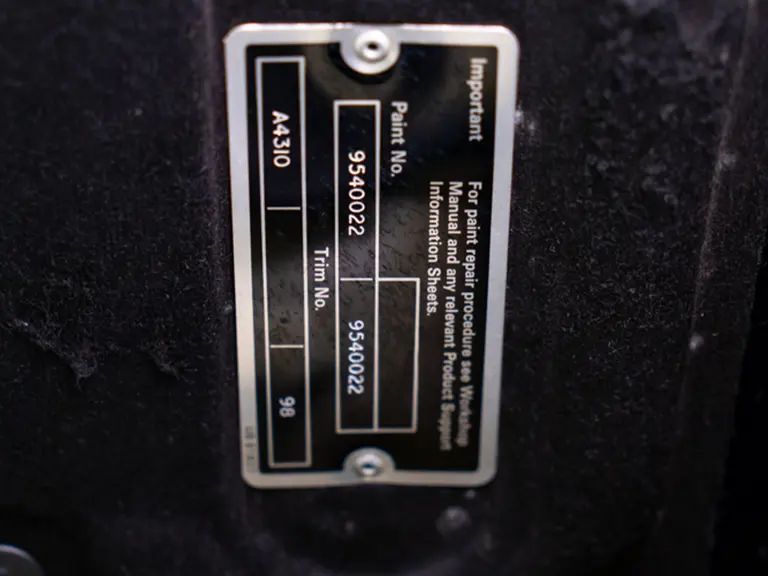 Important
For paint repair procedure see Workshop
Manual and any relevant Product Support
Information Sheets.
Paint No.
9540022 9540022
Trim No.
A4310 98